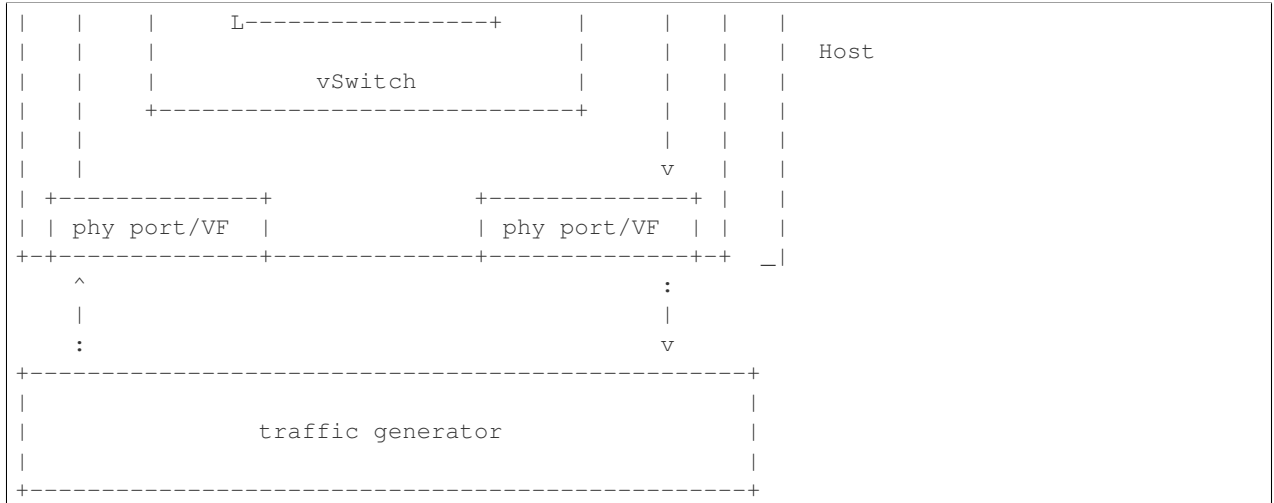 |   |    |     L-----------------+     |     |   |   |
|   |    |                             |     |   |   |  Host
|   |    |           vSwitch           |     |   |   |
|   |    +-----------------------------+     |   |   |
|   |                                        |   |   |
|   |                                        v   |   |
| +--------------+              +--------------+ |   |
| | phy port/VF  |              | phy port/VF  | |   |
+-+--------------+--------------+--------------+-+  _|
    ^                                        :
    |                                        |
    :                                        v
+--------------------------------------------------+
|                                                  |
|                traffic generator                 |
|                                                  |
+--------------------------------------------------+